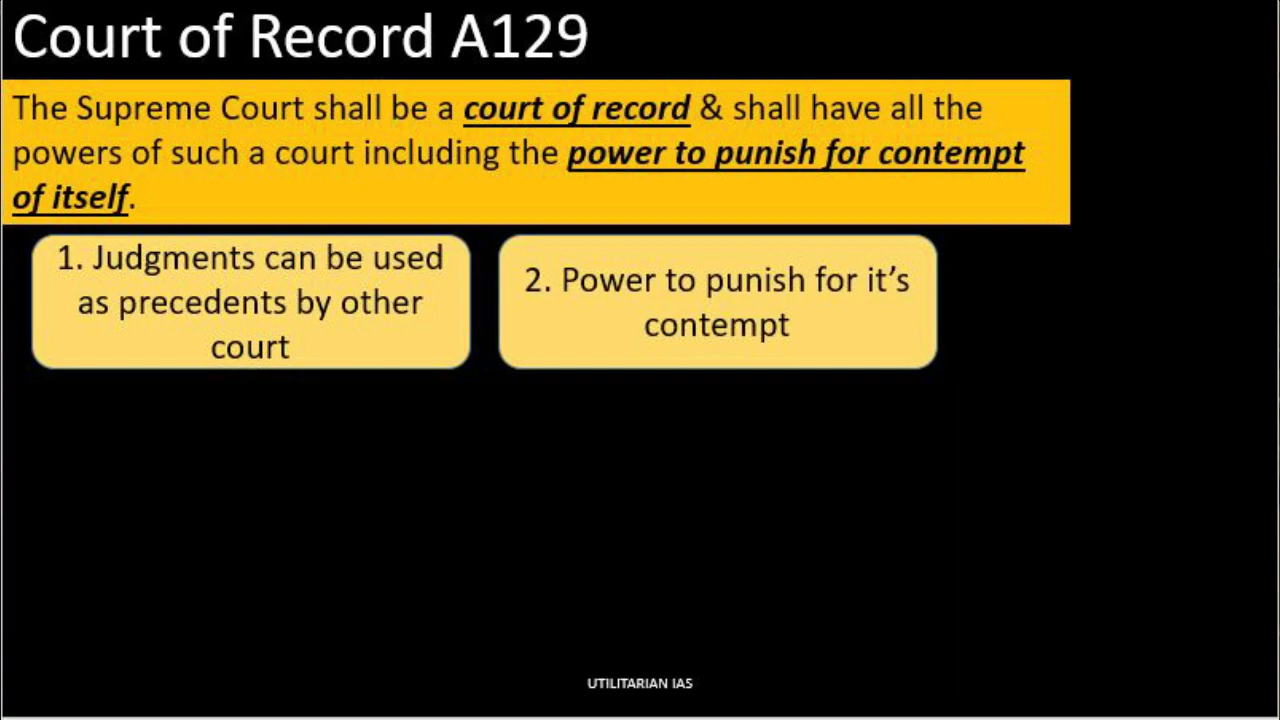 Court of Record A129
The Supreme Court shall be a court of record & shall have all the
powers of such a court including the power to punish for contempt
of itself.
1. Judgments can be used
as precedents by other
court
2. Power to punish for it’s
contempt
UTILITARIAN IAS